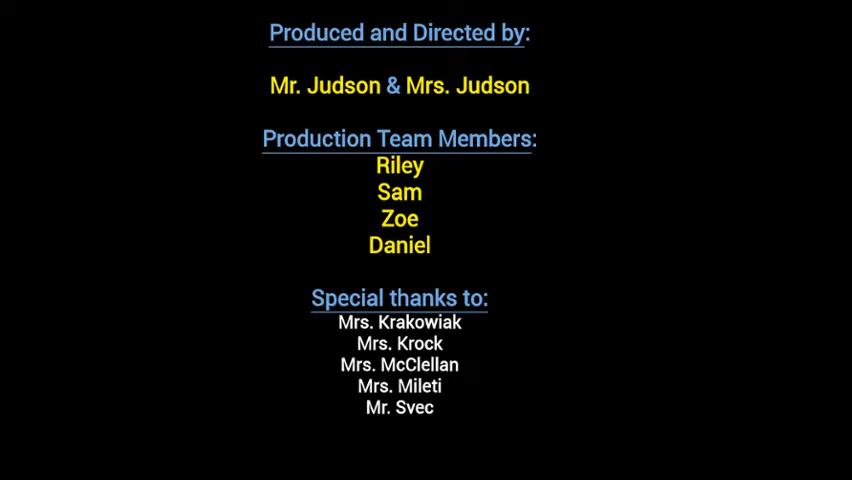 Produced and Directed by:
Mr. Judson & Mrs. Judson
Production Team Members:
Riley
Sam
Zoe
Daniel
Special thanks to:
Mrs. Krakowiak
Mrs. Krock
Mrs. McClellan
Mrs. Mileti
Mr. Svec